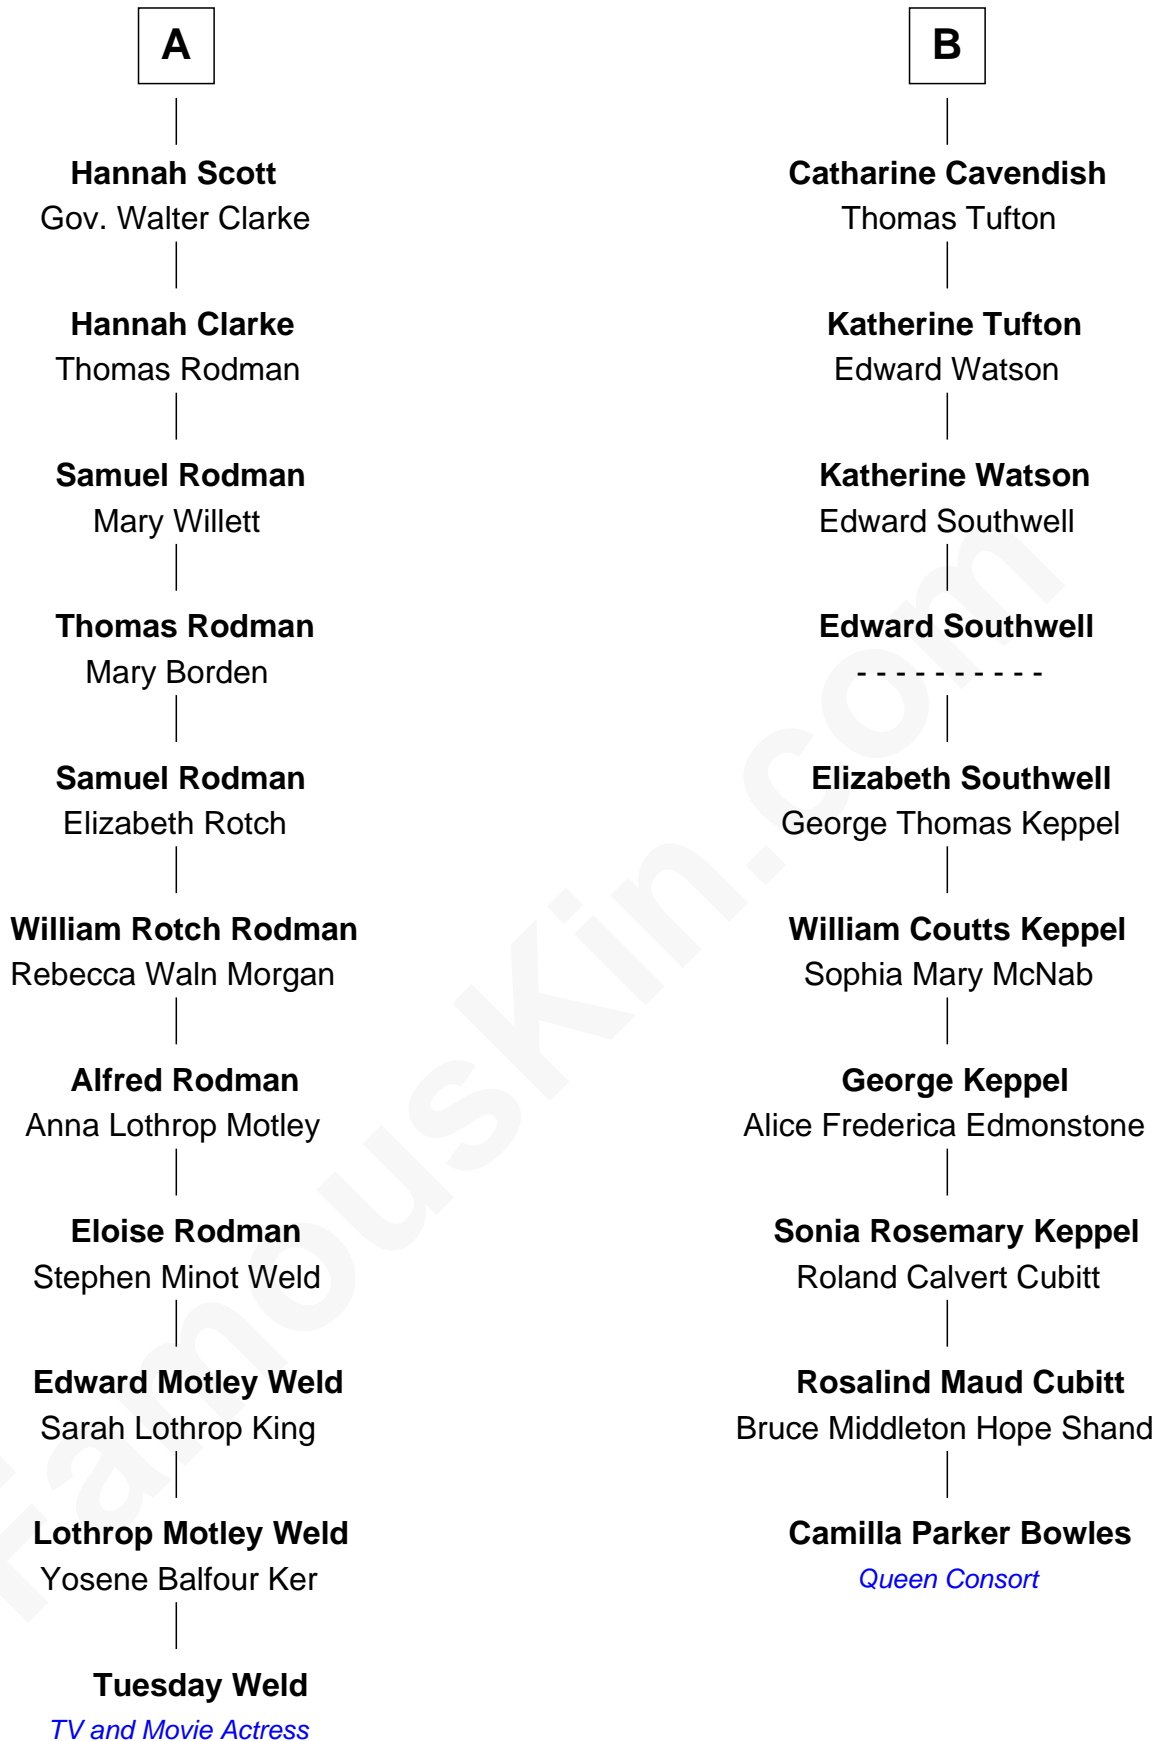 A
Hannah Scott
Gov. Walter Clarke
Hannah Clarke
Thomas Rodman
Samuel Rodman
Mary Willett
Thomas Rodman
Mary Borden
Samuel Rodman
Elizabeth Rotch
William Rotch Rodman
Rebecca Waln Morgan
Alfred Rodman
Anna Lothrop Motley
Eloise Rodman
Stephen Minot Weld
Edward Motley Weld
Sarah Lothrop King
Lothrop Motley Weld
Yosene Balfour Ker
Tuesday Weld
TV and Movie Actress
B
Catharine Cavendish
Thomas Tufton
Katherine Tufton
Edward Watson
Katherine Watson
Edward Southwell
Edward Southwell
- - - - - - - - - -
Elizabeth Southwell
George Thomas Keppel
William Coutts Keppel
Sophia Mary McNab
George Keppel
Alice Frederica Edmonstone
Sonia Rosemary Keppel
Roland Calvert Cubitt
Rosalind Maud Cubitt
Bruce Middleton Hope Shand
Camilla Parker Bowles
Queen Consort
FamousKin.com